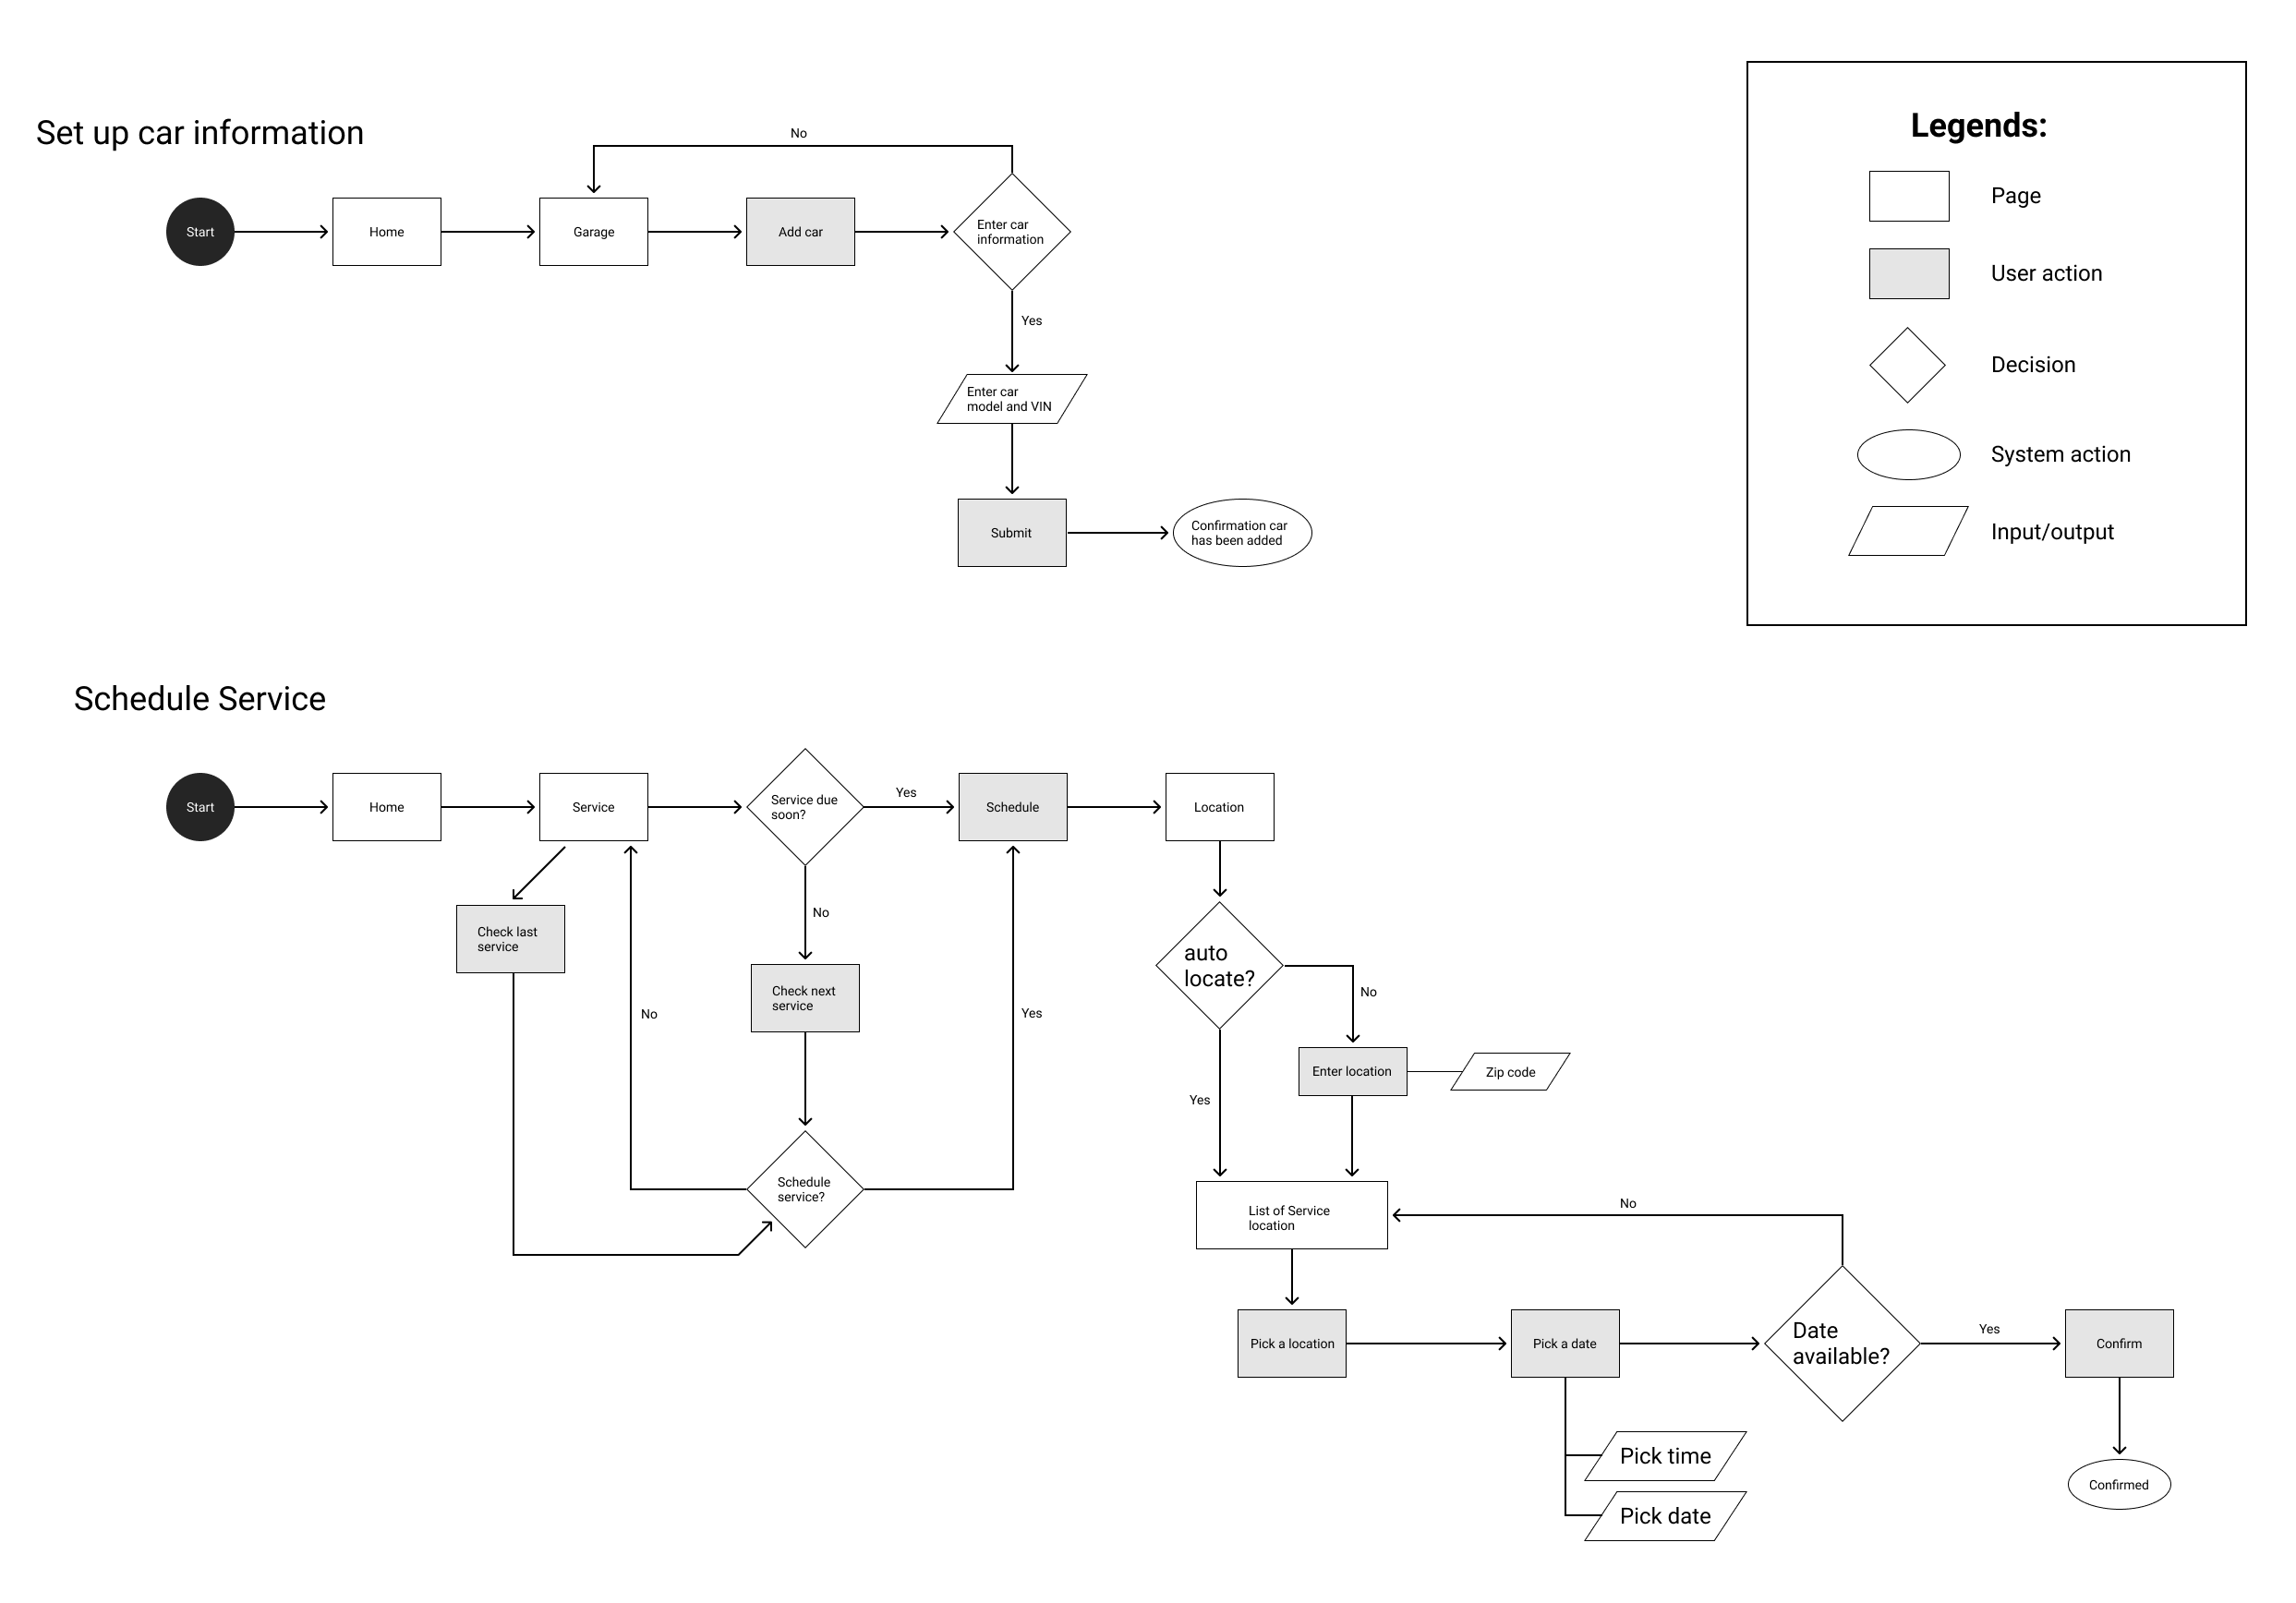 Set up car information
No
Start
Home
Garage
Add car
Enter car
information
Yes
Enter car
model and VIN
Submit
Confirmation car
has been added
Legends:
Page
User action
Decision
System action
Input/output
Schedule Service
Start
Home
Service
Service due
soon?
Yes
Schedule
Location
No
Check last
service
Check next
service
No
Yes
Schedule
service?
auto
locate?
No
Enter location
Zip code
Yes
List of Service
location
No
Pick a location
Pick a date
Date
available?
Yes
Confirm
Pick time
Pick date
Confirmed